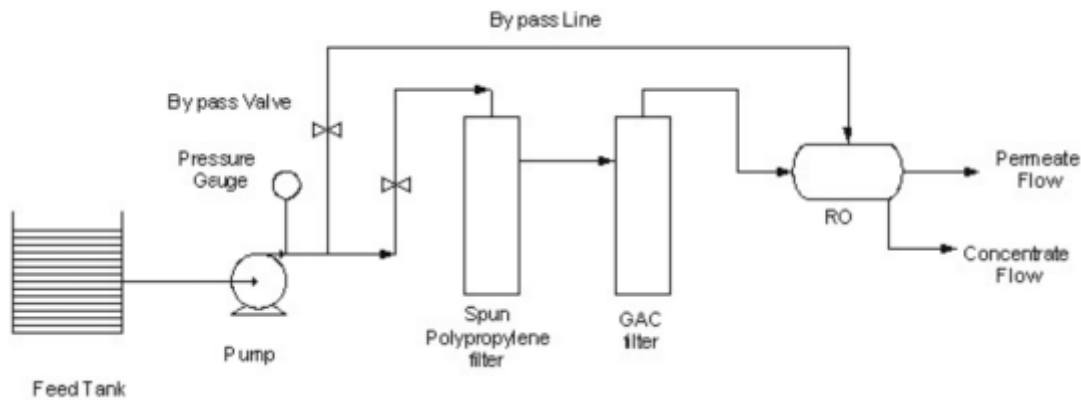 By pass Line
By pass Valve
Pressure
Gauge
Permeate
Flow
RO
Concentrate
Flow
Spun
Polypropylene
filter
GAC
filter
Pump
Feed Tank